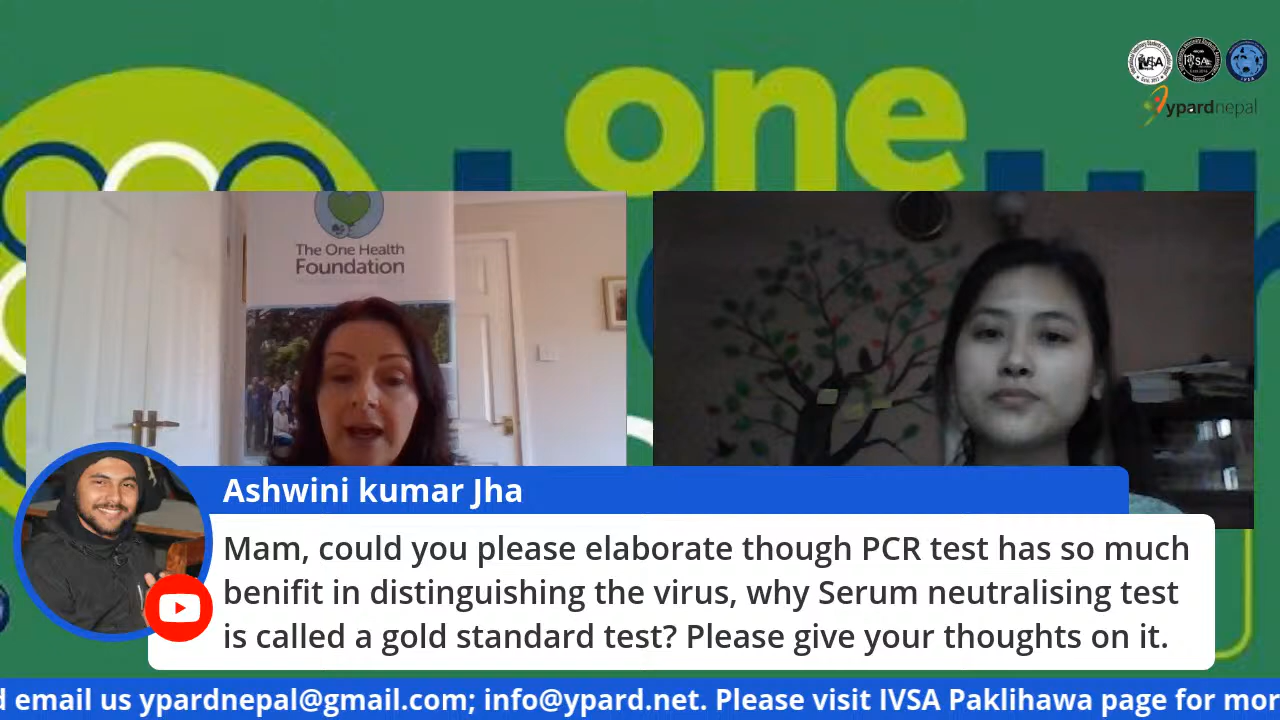 one
IVSA
ypardnepal
The One Health
Foundation
Ashwini kumar Jha
Mam, could you please elaborate though PCR test has so much
benifit in distinguishing the virus, why Serum neutralising test
is called a gold standard test? Please give your thoughts on it.
d email us ypardnepal@gmail.com; info@ypard.net. Please visit IVSA Paklihawa page for mor